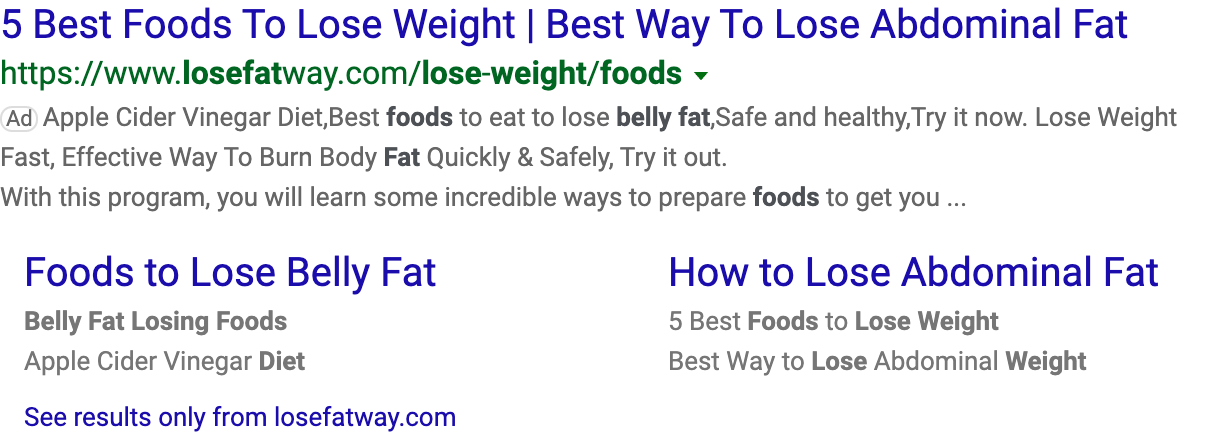 5 Best Foods To Lose Weight | Best Way To Lose Abdominal Fat
https://www.losefatway.com/lose-weight/foods
Ad Apple Cider Vinegar Diet,Best foods to eat to lose belly fat,Safe and healthy,Try it now. Lose Weight
Fast, Effective Way To Burn Body Fat Quickly & Safely, Try it out.
With this program, you will learn some incredible ways to prepare foods to get you ...
Foods to Lose Belly Fat
Belly Fat Losing Foods
Apple Cider Vinegar Diet
How to Lose Abdominal Fat
5 Best Foods to Lose Weight
Best Way to Lose Abdominal Weight
See results only from losefatway.com